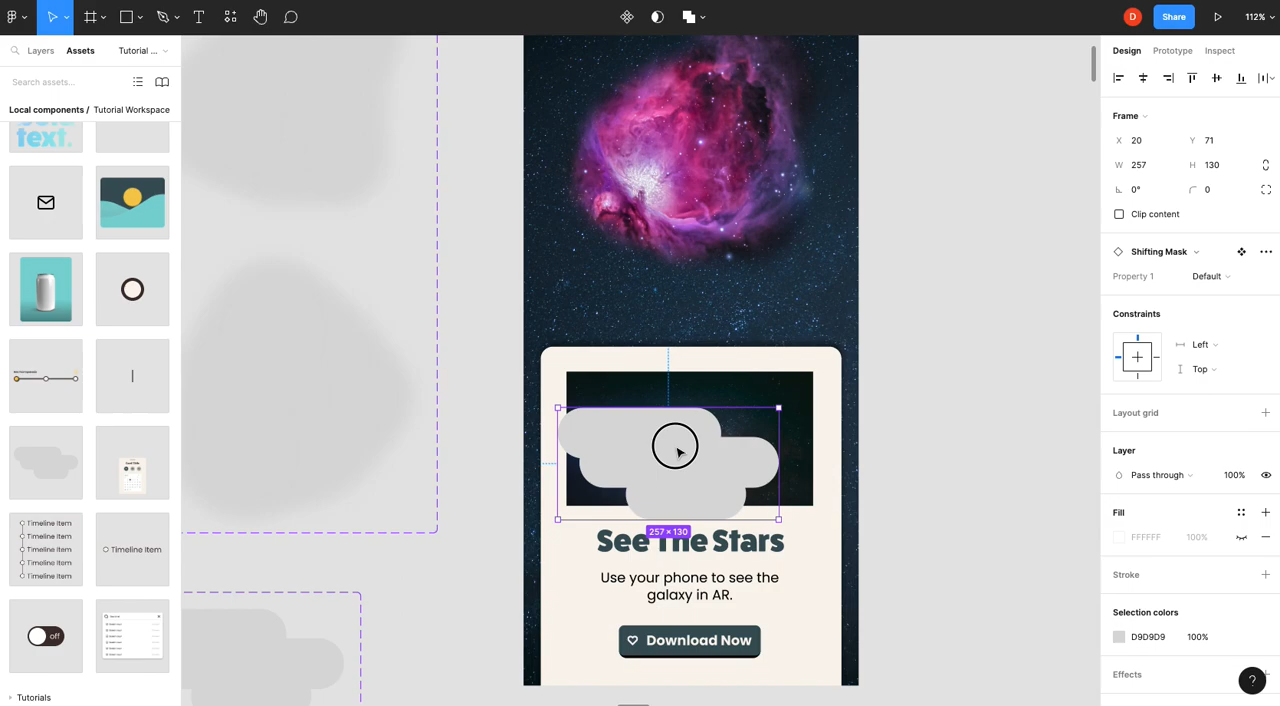 D
Share
112%
Layers
Assets
Tutorial ...
Design
Prototype
Inspect
Search assets...
Local components / Tutorial Workspace
text.
off
Timeline Item
Timeline Item
Timeline Item
Timeline Item
Timeline Item
Timeline Item
Tutorials
257 × 130
See The Stars
Use your phone to see the
galaxy in AR.
Download Now
Frame
X 20 Y 71
W 257 H 130
0° 0
Clip content
Shifting Mask
Property 1 Default
Constraints
Left
Top
Layout grid
Layer
Pass through 100%
Fill
FFFFFF 100%
Stroke
Selection colors
D9D9D9 100%
Effects
?